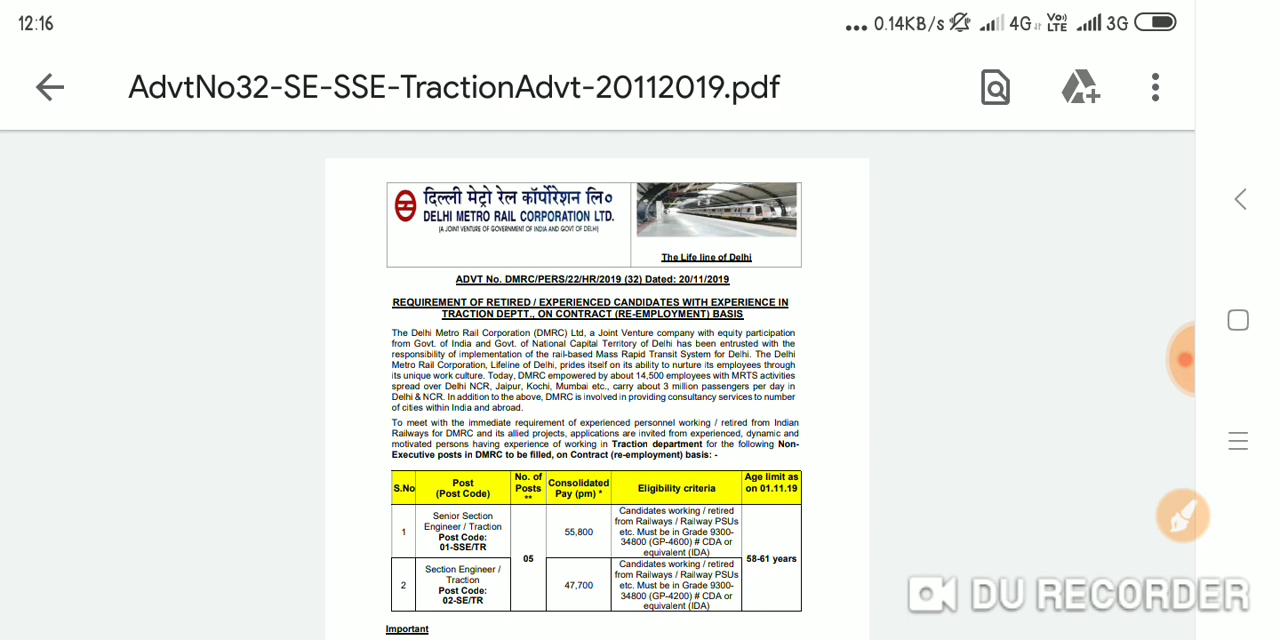 12:16
0.14KB/s 4G Vo)) LTE 3G
AdvtNo32-SE-SSE-TractionAdvt-20112019.pdf
दिल्ली मेट्रो रेल कॉर्पोरेशन लि०
DELHI METRO RAIL CORPORATION LTD.
(A JOINT VENTURE OF GOVERNMENT OF INDIA AND GOVT OF DELHI)
The Life line of Delhi
ADVT No. DMRC/PERS/22/HR/2019 (32) Dated: 20/11/2019
REQUIREMENT OF RETIRED / EXPERIENCED CANDIDATES WITH EXPERIENCE IN
TRACTION DEPTT., ON CONTRACT (RE-EMPLOYMENT) BASIS
The Delhi Metro Rail Corporation (DMRC) Ltd, a Joint Venture company with equity participation
from Govt. of India and Govt. of National Capital Territory of Delhi has been entrusted with the
responsibility of implementation of the rail-based Mass Rapid Transit System for Delhi. The Delhi
Metro Rail Corporation, Lifeline of Delhi, prides itself on its ability to nurture its employees through
its unique work culture. Today, DMRC empowered by about 14,500 employees with MRTS activities
spread over Delhi NCR, Jaipur, Kochi, Mumbai etc., carry about 3 million passengers per day in
Delhi & NCR. In addition to the above, DMRC is involved in providing consultancy services to number
of cities within India and abroad.
To meet with the immediate requirement of experienced personnel working / retired from Indian
Railways for DMRC and its allied projects, applications are invited from experienced, dynamic and
motivated persons having experience of working in Traction department for the following Non-
Executive posts in DMRC to be filled, on Contract (re-employment) basis: -
S.No
Post
(Post Code)
No. of
Posts
**
Consolidated
Pay (pm) *
Eligibility criteria
Age limit as
on 01.11.19
1
Senior Section
Engineer / Traction
Post Code:
01-SSE/TR
05
55,800
Candidates working / retired
from Railways / Railway PSUs
etc. Must be in Grade 9300-
34800 (GP-4600) # CDA or
equivalent (IDA)
58-61 years
2
Section Engineer /
Traction
Post Code:
02-SE/TR
47,700
Candidates working / retired
from Railways / Railway PSUs
etc. Must be in Grade 9300-
34800 (GP-4200) # CDA or
equivalent (IDA)
Important
DU RECORDER